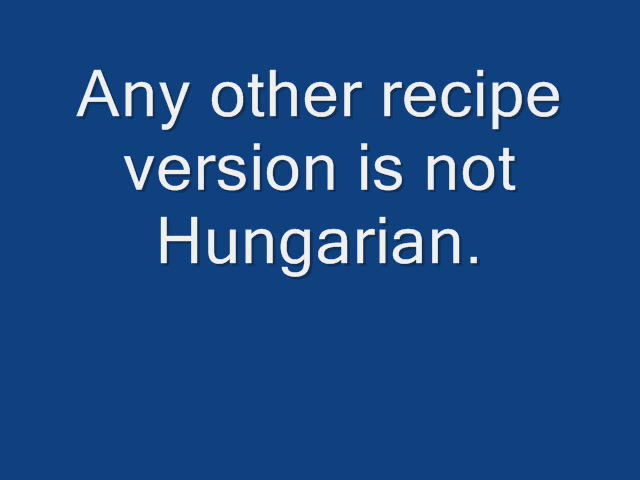 Any other recipe
version is not
Hungarian.